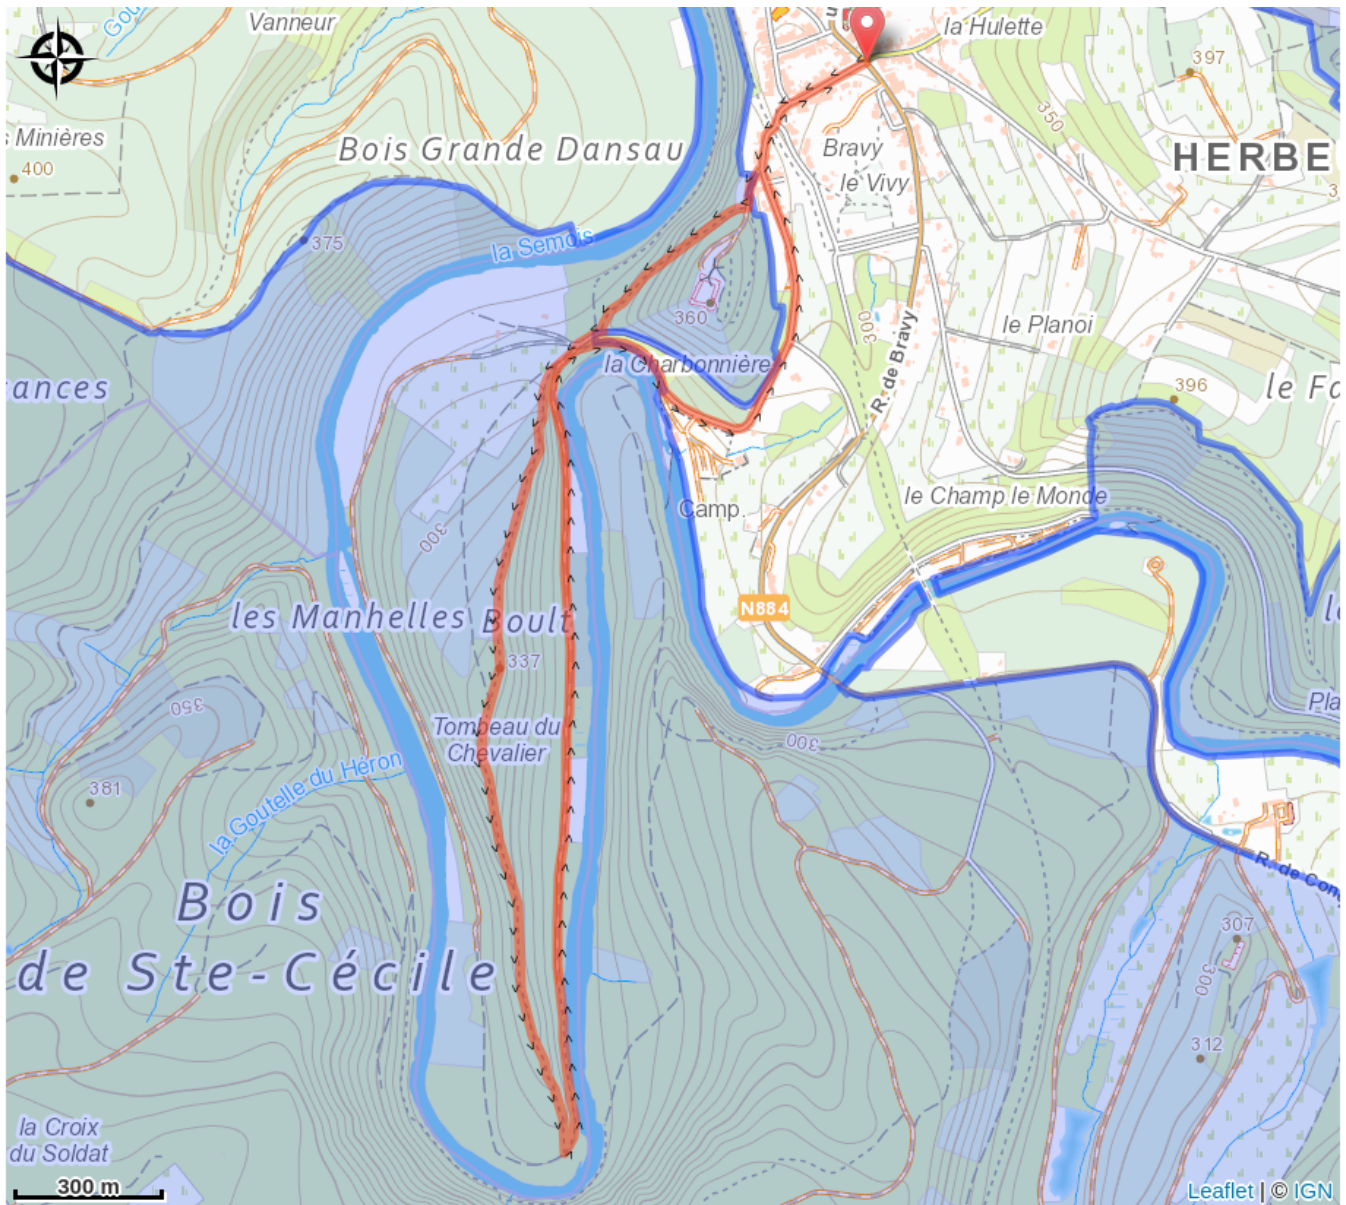 Vanneur
la Hulette
397
350
s Minières
400
Bois Grande Dansau
Bravy
le Vivy
HERBE
375
la Semois
360
300
R. de Bravy
le Planoi
la Charbonnière
ances
396
le Fa
le Champ le Monde
Camp.
300
N884
les Manhelles
Boult
337
350
Tombeau du
Chevalier
300
Pla
381
la Goutelle du Héron
R. de Cong
Bois
de Ste-Cécile
307
300
312
la Croix
du Soldat
300 m
Leaflet | © IGN